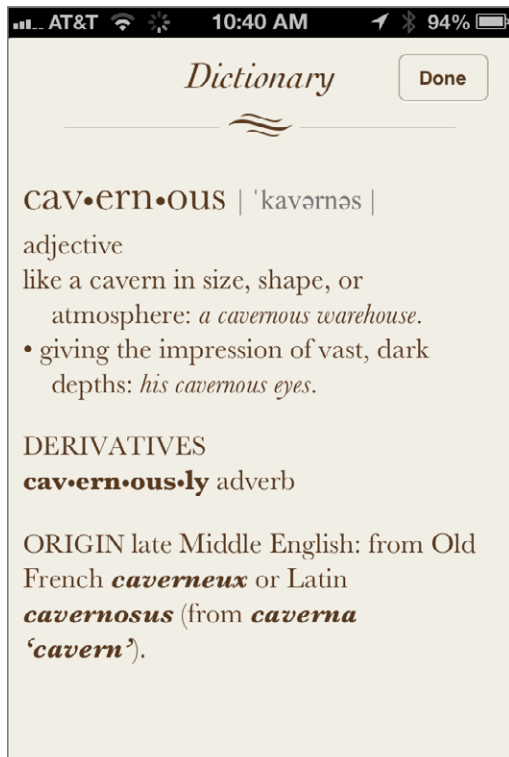 AT&T 10:40 AM 94%
Dictionary Done
cav•ern•ous | ˈkavərnəs |
adjective
like a cavern in size, shape, or
atmosphere: a cavernous warehouse.
• giving the impression of vast, dark
depths: his cavernous eyes.
DERIVATIVES
cav•ern•ous•ly adverb
ORIGIN late Middle English: from Old
French caverneux or Latin
cavernosus (from caverna
‘cavern’).